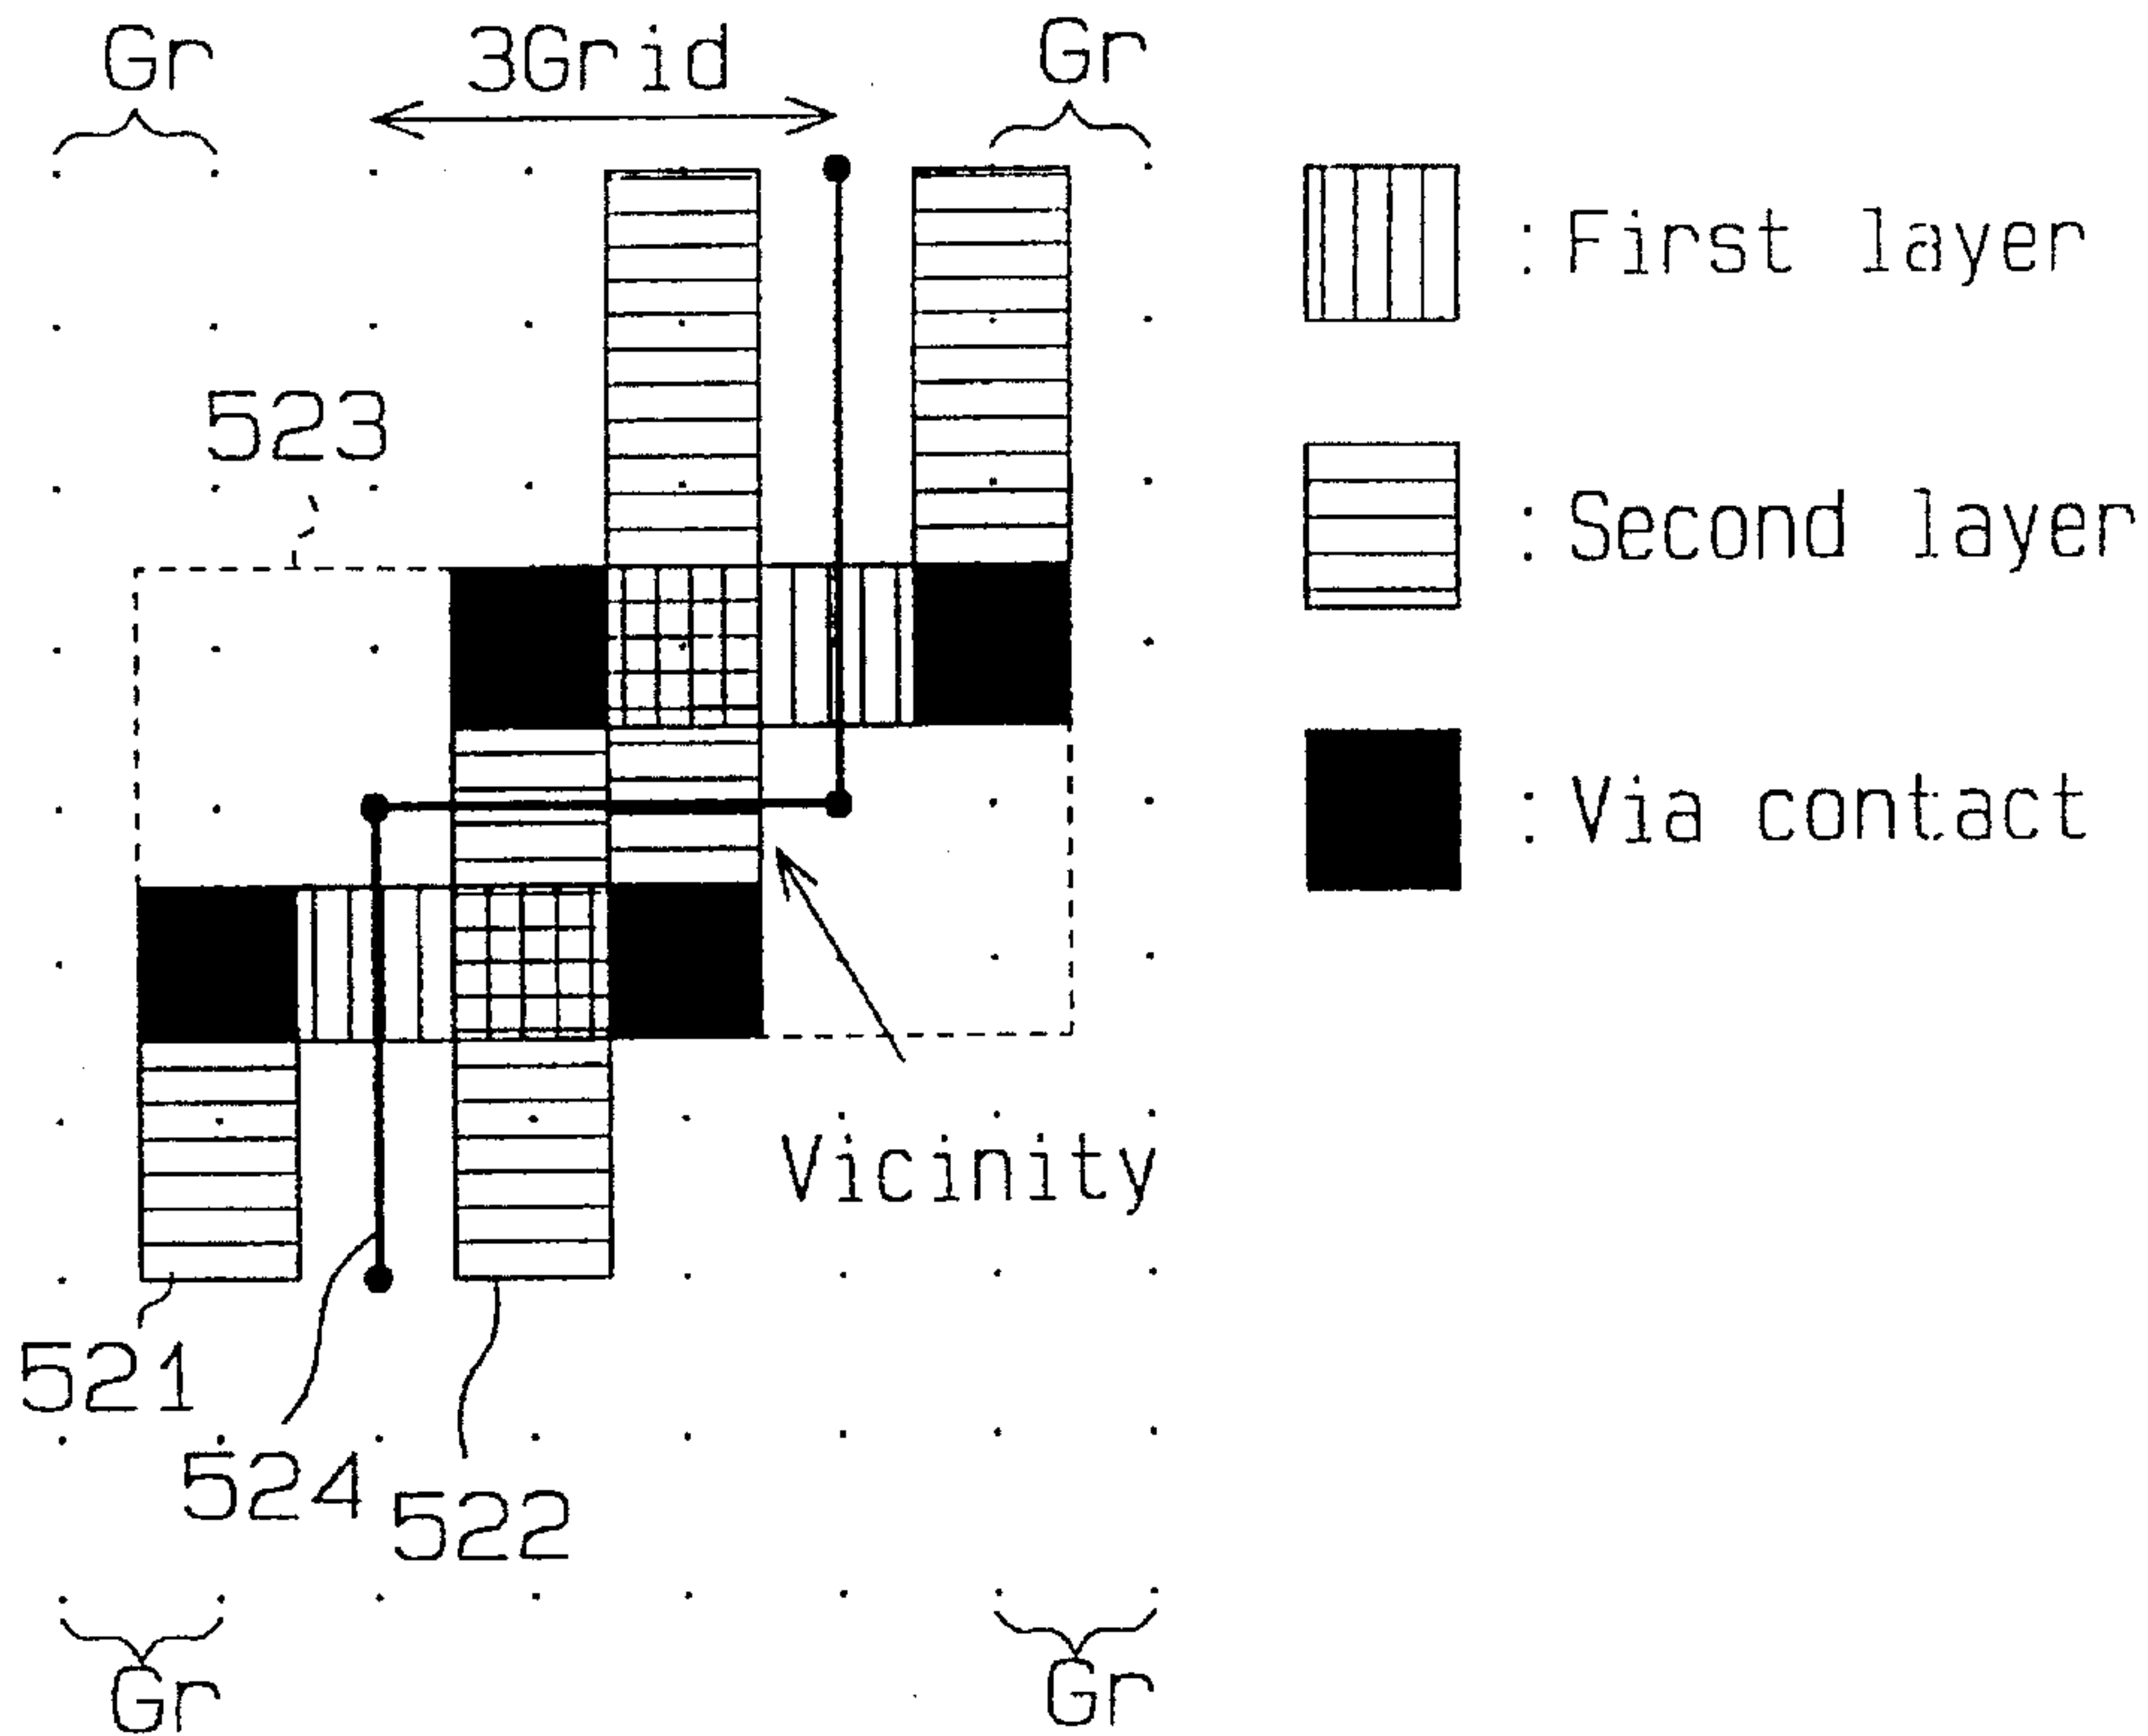 Gr 3Grid Gr
: First layer
523
: Second layer
: Via contact
Vicinity
521
524
522
Gr Gr